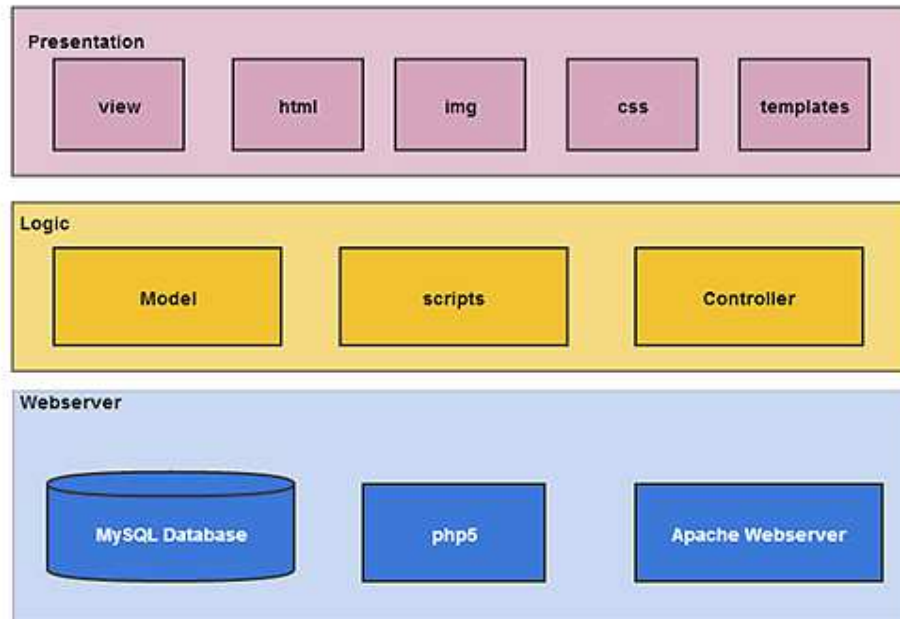 Presentation
view
html
img
css
templates
Logic
Model
scripts
Controller
Webserver
MySQL Database
php5
Apache Webserver